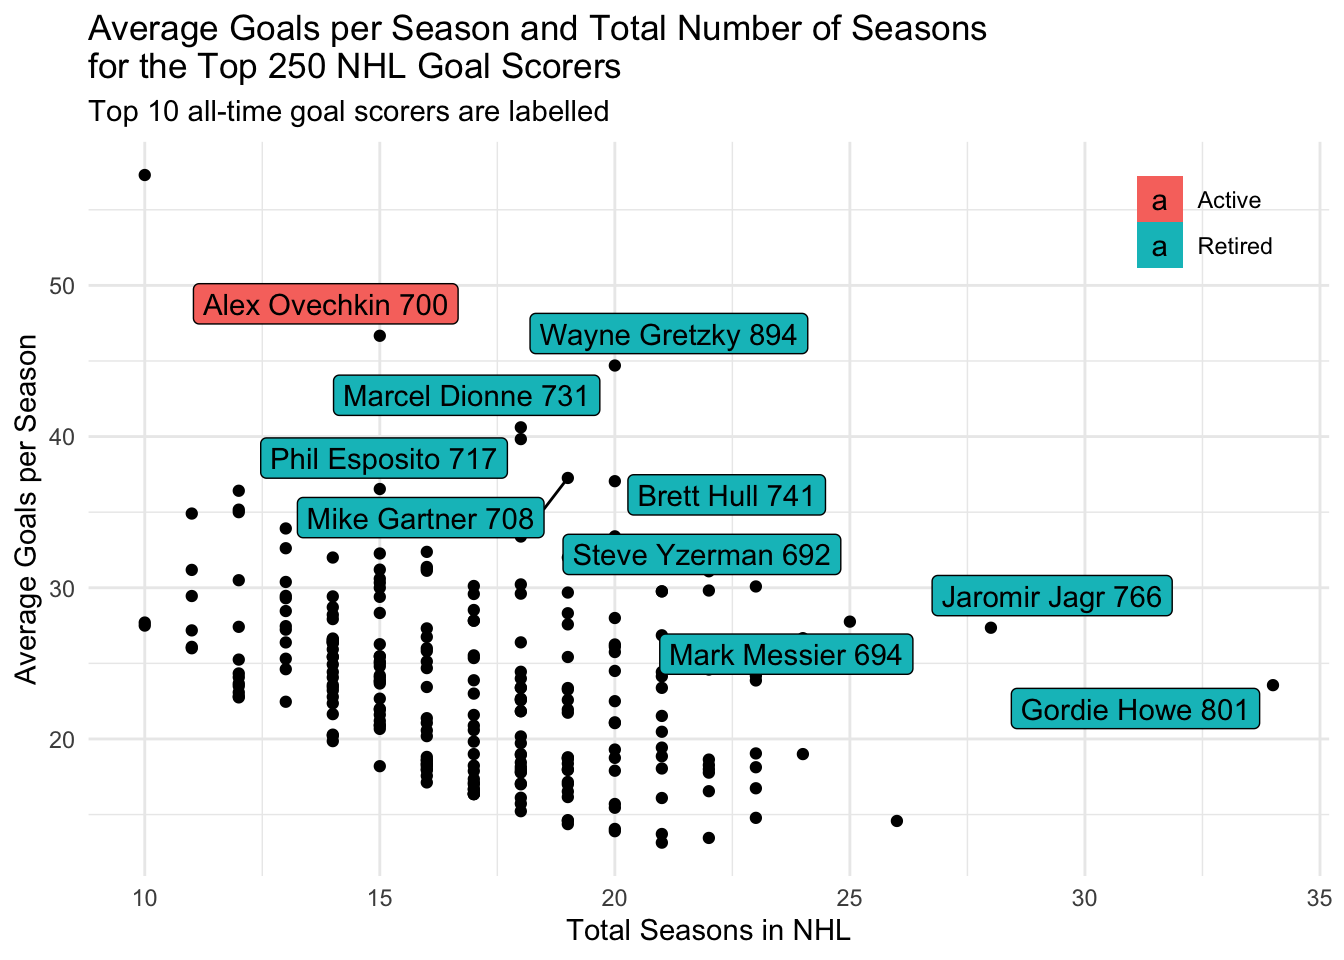 Average Goals per Season and Total Number of Seasons
for the Top 250 NHL Goal Scorers
Top 10 all-time goal scorers are labelled
a Active
a Retired
Alex Ovechkin 700
Wayne Gretzky 894
Marcel Dionne 731
Phil Esposito 717
Brett Hull 741
Mike Gartner 708
Steve Yzerman 692
Jaromir Jagr 766
Mark Messier 694
Gordie Howe 801
Average Goals per Season
50
40
30
20
10 15 20 25 30 35
Total Seasons in NHL